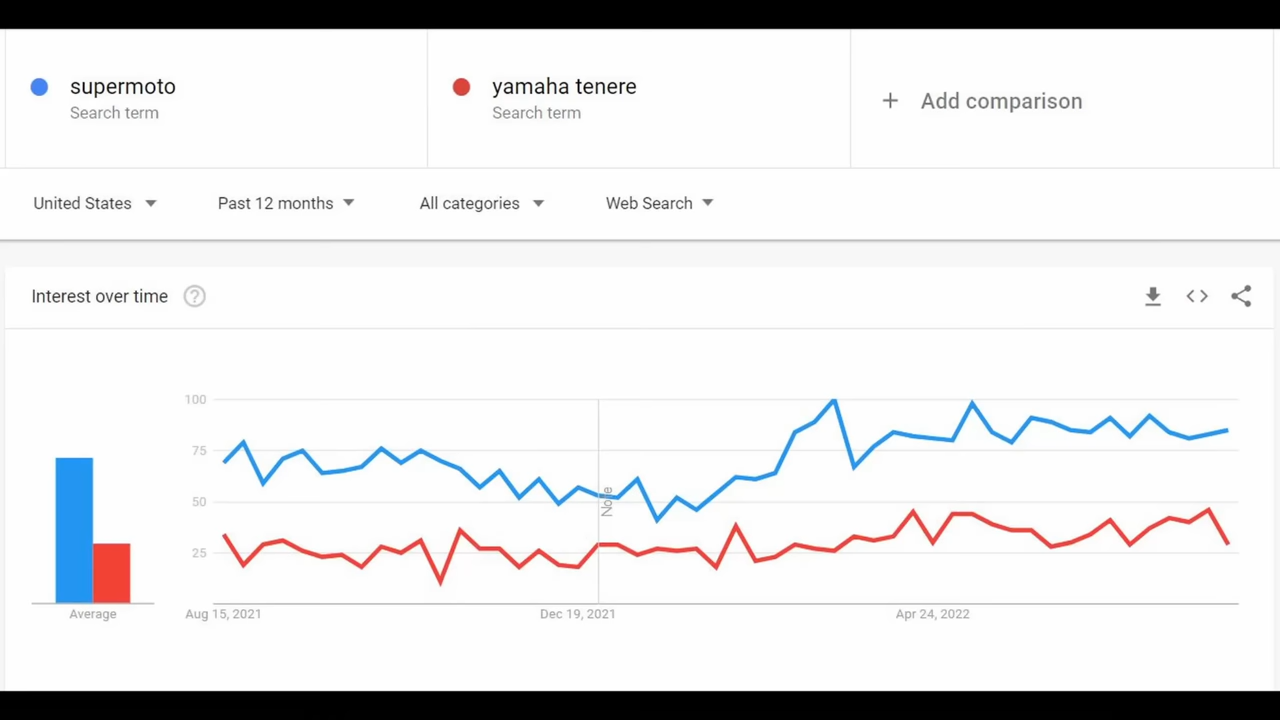 supermoto
Search term
yamaha tenere
Search term
+ Add comparison
United States
Past 12 months
All categories
Web Search
Interest over time ?
100
75
50
25
Note
Average
Aug 15, 2021
Dec 19, 2021
Apr 24, 2022